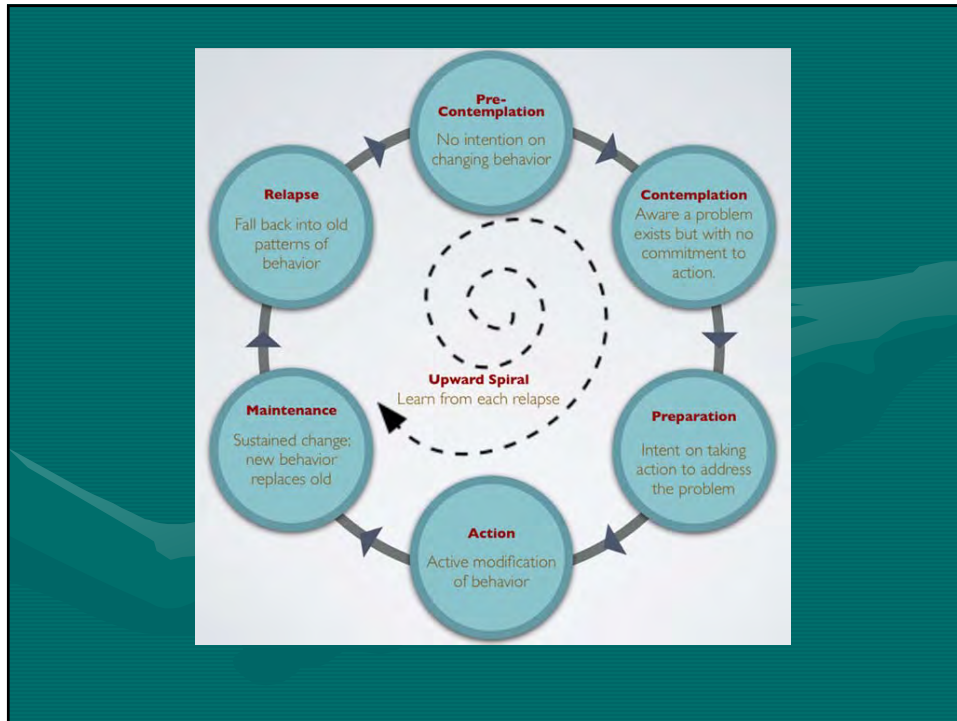 Pre-
Contemplation
No intention on
changing behavior
Contemplation
Aware a problem
exists but with no
commitment to
action.
Preparation
Intent on taking
action to address
the problem
Action
Active modification
of behavior
Maintenance
Sustained change;
new behavior
replaces old
Relapse
Fall back into old
patterns of
behavior
Upward Spiral
Learn from each relapse